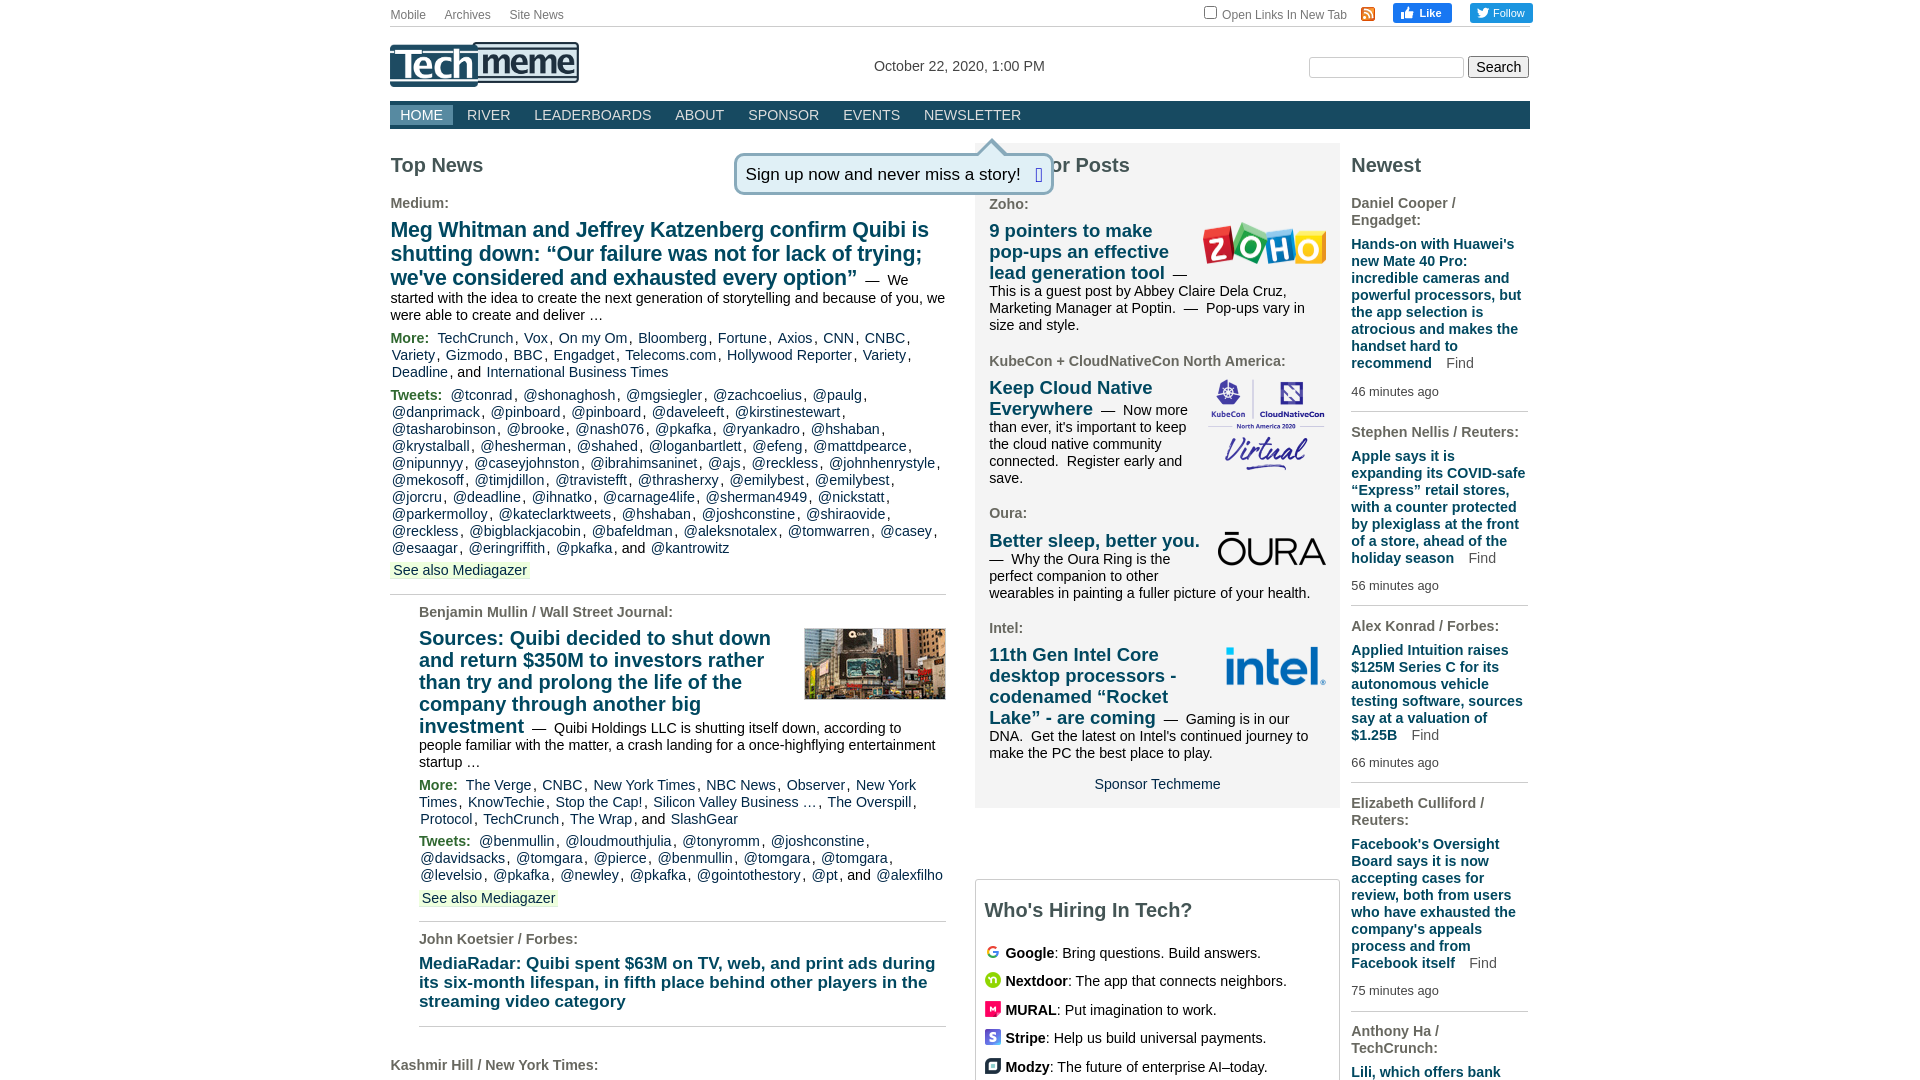 Mobile Archives Site News
Open Links In New Tab
Like
Follow
Techmeme
October 22, 2020, 1:00 PM
Search
HOME RIVER LEADERBOARDS ABOUT SPONSOR EVENTS NEWSLETTER
Sign up now and never miss a story!
Top News
Medium:
Meg Whitman and Jeffrey Katzenberg confirm Quibi is
shutting down: “Our failure was not for lack of trying;
we've considered and exhausted every option” — We
started with the idea to create the next generation of storytelling and because of you, we
were able to create and deliver …
More: TechCrunch, Vox, On my Om, Bloomberg, Fortune, Axios, CNN, CNBC,
Variety, Gizmodo, BBC, Engadget, Telecoms.com, Hollywood Reporter, Variety,
Deadline, and International Business Times
Tweets: @tconrad, @shonaghosh, @mgsiegler, @zachcoelius, @paulg,
@danprimack, @pinboard, @pinboard, @daveleeft, @kirstinestewart,
@tasharobinson, @brooke, @nash076, @pkafka, @ryankadro, @hshaban,
@krystalball, @hesherman, @shahed, @loganbartlett, @efeng, @mattdpearce,
@nipunnyy, @caseyjohnston, @ibrahimsaninet, @ajs, @reckless, @johnhenrystyle,
@mekosoff, @timjdillon, @travistefft, @thrasherxy, @emilybest, @emilybest,
@jorcru, @deadline, @ihnatko, @carnage4life, @sherman4949, @nickstatt,
@parkermolloy, @kateclarktweets, @hshaban, @joshconstine, @shiraovide,
@reckless, @bigblackjacobin, @bafeldman, @aleksnotalex, @tomwarren, @casey,
@esaagar, @eringriffith, @pkafka, and @kantrowitz
See also Mediagazer
Benjamin Mullin / Wall Street Journal:
Sources: Quibi decided to shut down
and return $350M to investors rather
than try and prolong the life of the
company through another big
investment — Quibi Holdings LLC is shutting itself down, according to
people familiar with the matter, a crash landing for a once-highflying entertainment
startup …
More: The Verge, CNBC, New York Times, NBC News, Observer, New York
Times, KnowTechie, Stop the Cap!, Silicon Valley Business …, The Overspill,
Protocol, TechCrunch, The Wrap, and SlashGear
Tweets: @benmullin, @loudmouthjulia, @tonyromm, @joshconstine,
@davidsacks, @tomgara, @pierce, @benmullin, @tomgara, @tomgara,
@levelsio, @pkafka, @newley, @pkafka, @gointothestory, @pt, and @alexfilho
See also Mediagazer
John Koetsier / Forbes:
MediaRadar: Quibi spent $63M on TV, web, and print ads during
its six-month lifespan, in fifth place behind other players in the
streaming video category
Kashmir Hill / New York Times:
or Posts
Zoho:
9 pointers to make
pop-ups an effective
lead generation tool —
This is a guest post by Abbey Claire Dela Cruz,
Marketing Manager at Poptin. — Pop-ups vary in
size and style.
ZOHO
KubeCon + CloudNativeCon North America:
Keep Cloud Native
Everywhere — Now more
than ever, it's important to keep
the cloud native community
connected. Register early and
save.
KubeCon CloudNativeCon
North America 2020
Virtual
Oura:
Better sleep, better you.
— Why the Oura Ring is the
perfect companion to other
wearables in painting a fuller picture of your health.
ŌURA
Intel:
11th Gen Intel Core
desktop processors -
codenamed “Rocket
Lake” - are coming — Gaming is in our
DNA. Get the latest on Intel's continued journey to
make the PC the best place to play.
intel.
Sponsor Techmeme
Who's Hiring In Tech?
Google: Bring questions. Build answers.
Nextdoor: The app that connects neighbors.
MURAL: Put imagination to work.
Stripe: Help us build universal payments.
Modzy: The future of enterprise AI–today.
Newest
Daniel Cooper /
Engadget:
Hands-on with Huawei's
new Mate 40 Pro:
incredible cameras and
powerful processors, but
the app selection is
atrocious and makes the
handset hard to
recommend Find
46 minutes ago
Stephen Nellis / Reuters:
Apple says it is
expanding its COVID-safe
“Express” retail stores,
with a counter protected
by plexiglass at the front
of a store, ahead of the
holiday season Find
56 minutes ago
Alex Konrad / Forbes:
Applied Intuition raises
$125M Series C for its
autonomous vehicle
testing software, sources
say at a valuation of
$1.25B Find
66 minutes ago
Elizabeth Culliford /
Reuters:
Facebook's Oversight
Board says it is now
accepting cases for
review, both from users
who have exhausted the
company's appeals
process and from
Facebook itself Find
75 minutes ago
Anthony Ha /
TechCrunch:
Lili, which offers bank